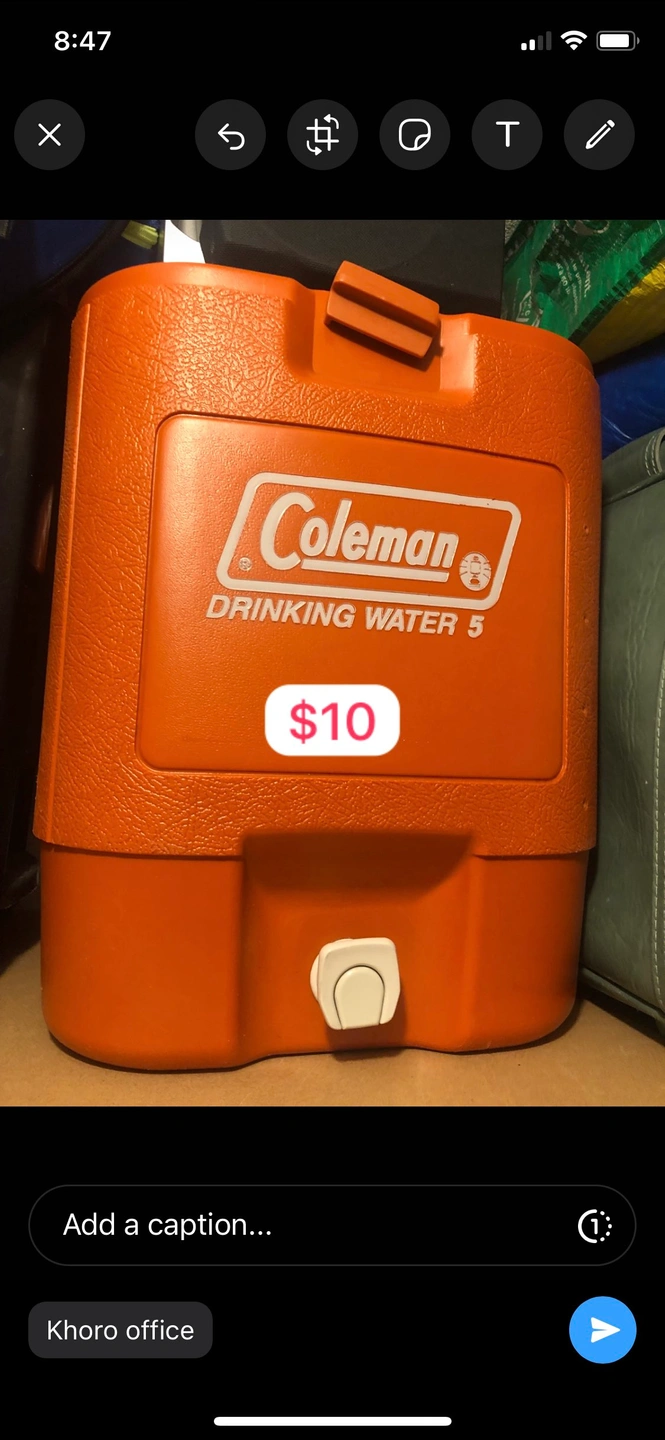 8:47
T
Coleman
DRINKING WATER 5
$10
Add a caption...
1
Khoro office